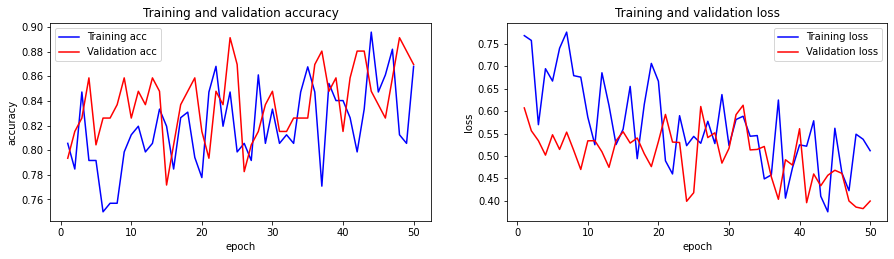 Training and validation accuracy
Training acc
Validation acc
accuracy
0.90
0.88
0.86
0.84
0.82
0.80
0.78
0.76
0
10
20
30
40
50
epoch
Training and validation loss
Training loss
Validation loss
loss
0.75
0.70
0.65
0.60
0.55
0.50
0.45
0.40
0
10
20
30
40
50
epoch